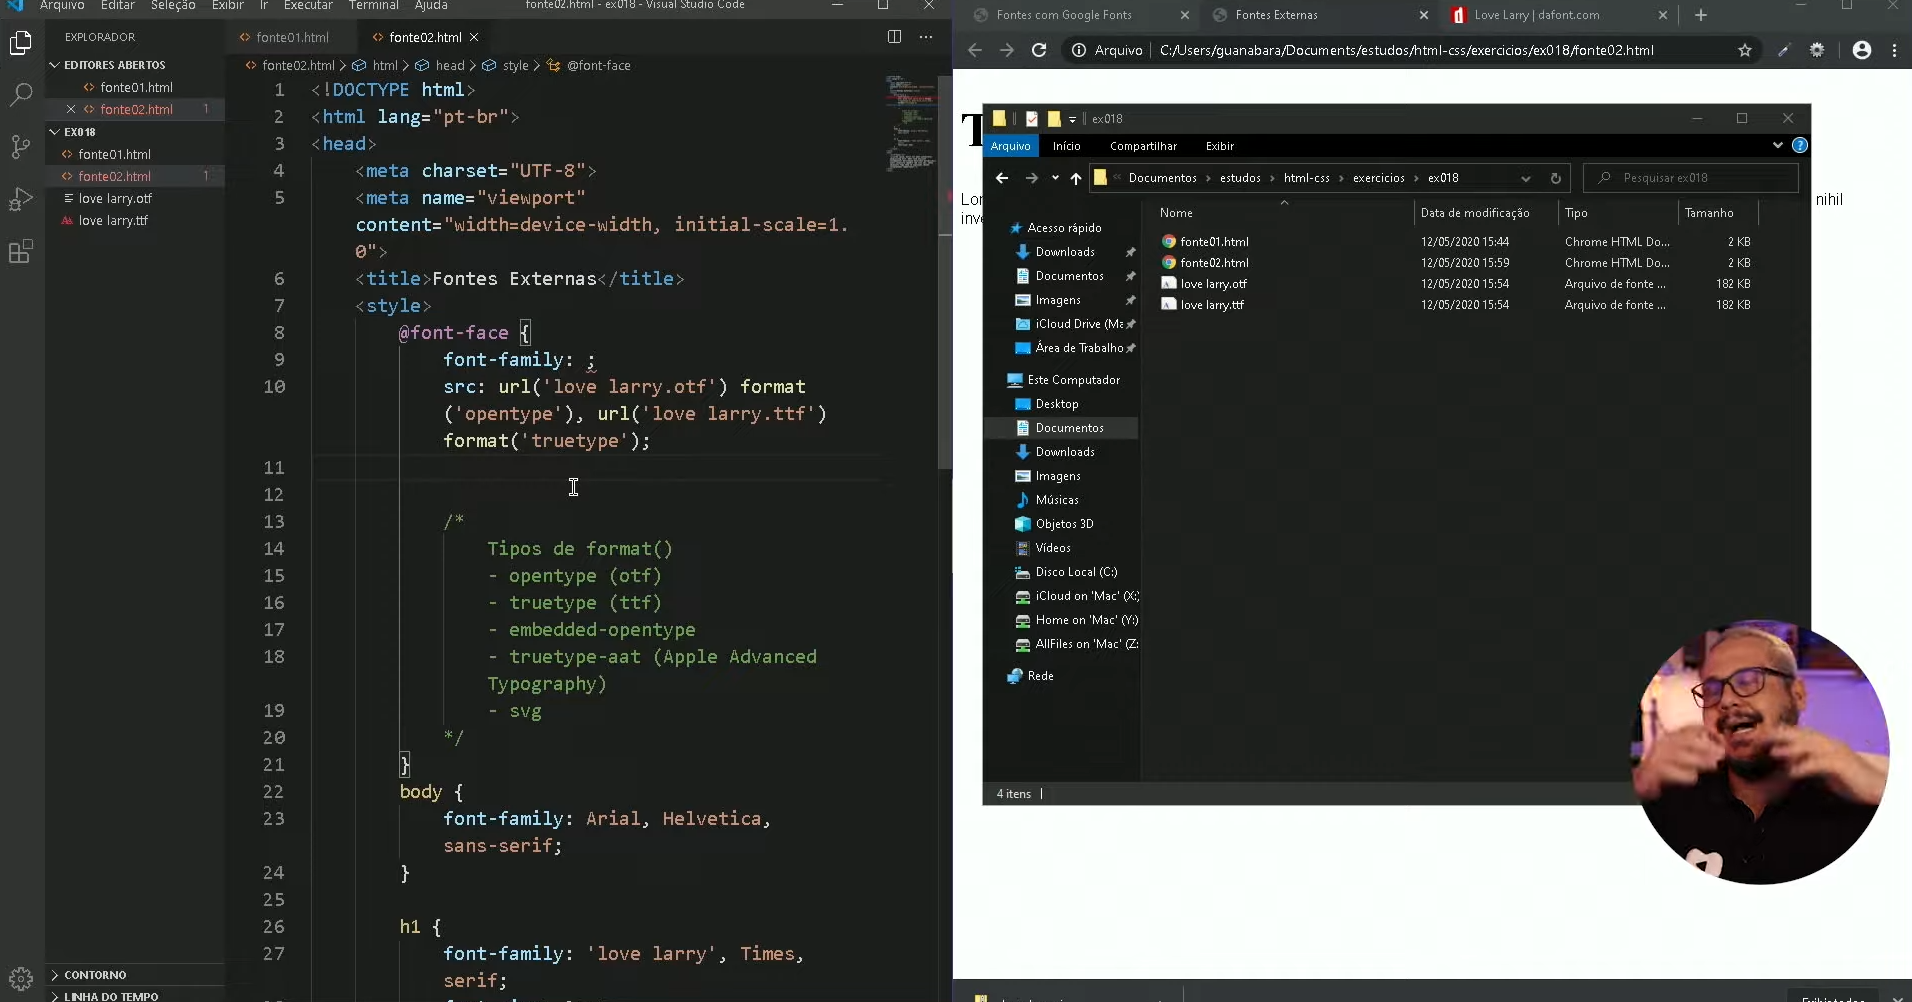 Arquivo Editar Seleção Exibir Ir Executar Terminal Ajuda fonte02.html - ex018 - Visual Studio Code
EXPLORADOR
EDITORES ABERTOS
fonte01.html
fonte02.html 1
EX018
fonte01.html
fonte02.html 1
love larry.otf
love larry.ttf
CONTORNO
LINHA DO TEMPO
fonte01.html fonte02.html
fonte02.html > html > head > style > @font-face
1 <!DOCTYPE html>
2 <html lang="pt-br">
3 <head>
4 <meta charset="UTF-8">
5 <meta name="viewport"
content="width=device-width, initial-scale=1.
0">
6 <title>Fontes Externas</title>
7 <style>
8 @font-face {
9 font-family: ;
10 src: url('love larry.otf') format
('opentype'), url('love larry.ttf')
format('truetype');
11
12
13 /*
14 Tipos de format()
15 - opentype (otf)
16 - truetype (ttf)
17 - embedded-opentype
18 - truetype-aat (Apple Advanced
Typography)
19 - svg
20 */
21 }
22 body {
23 font-family: Arial, Helvetica,
sans-serif;
24 }
25
26 h1 {
27 font-family: 'love larry', Times,
serif;
Fontes com Google Fonts Fontes Externas Love Larry | dafont.com
Arquivo | C:/Users/guanabara/Documents/estudos/html-css/exercicios/ex018/fonte02.html
T
Lor
inve
nihil
ex018
Arquivo Início Compartilhar Exibir
Documentos > estudos > html-css > exercicios > ex018
Pesquisar ex018
Nome Data de modificação Tipo Tamanho
fonte01.html 12/05/2020 15:44 Chrome HTML Do... 2 KB
fonte02.html 12/05/2020 15:59 Chrome HTML Do... 2 KB
love larry.otf 12/05/2020 15:54 Arquivo de fonte ... 182 KB
love larry.ttf 12/05/2020 15:54 Arquivo de fonte ... 182 KB
Acesso rápido
Downloads
Documentos
Imagens
iCloud Drive (Ma
Área de Trabalho
Este Computador
Desktop
Documentos
Downloads
Imagens
Músicas
Objetos 3D
Vídeos
Disco Local (C:)
iCloud on 'Mac' (X:)
Home on 'Mac' (Y:)
AllFiles on 'Mac' (Z:
Rede
4 itens